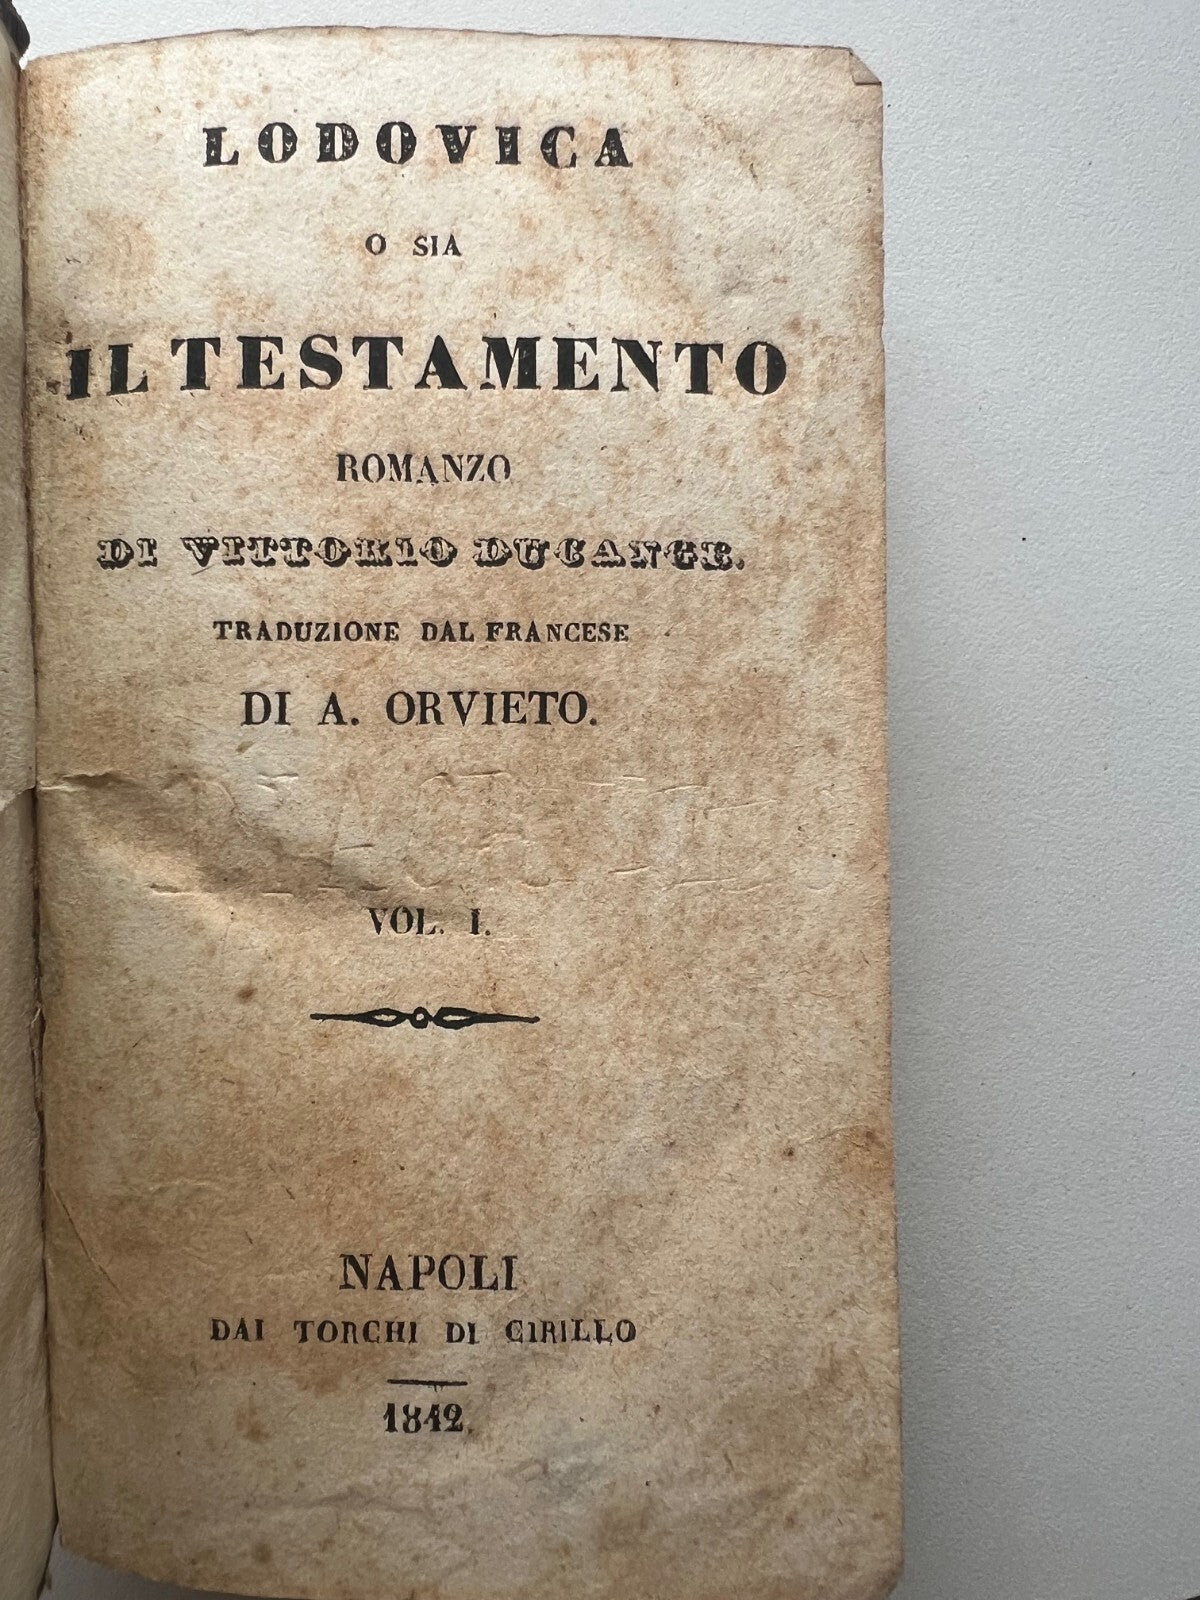 LODOVICA
O SIA
IL TESTAMENTO
ROMANZO
DI VITTORIO DUCANGE.
TRADUZIONE DAL FRANCESE
DI A. ORVIETO.
VOL. I.
NAPOLI
DAI TORCHI DI CIRILLO
1842